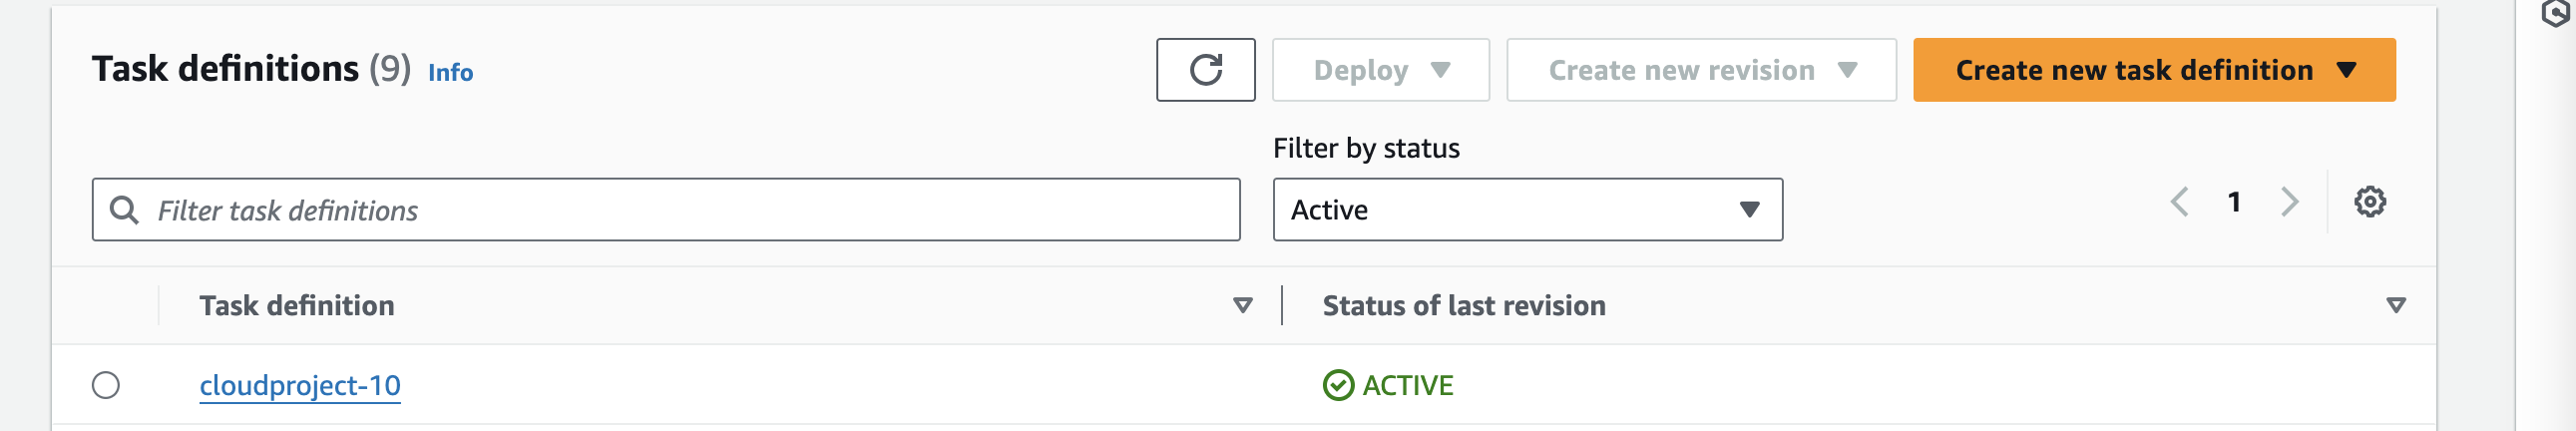 Task definitions (9) Info
Deploy
Create new revision
Create new task definition
Filter by status
Filter task definitions
Active
1
Task definition
Status of last revision
cloudproject-10
ACTIVE